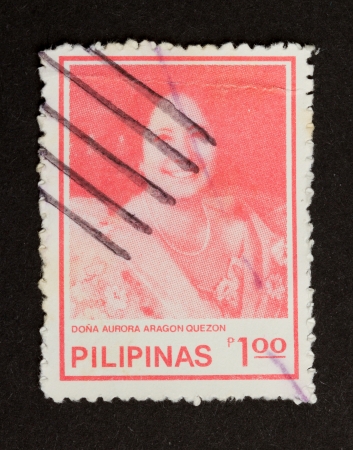 DOÑA AURORA ARAGON QUEZON
PILIPINAS P1.00